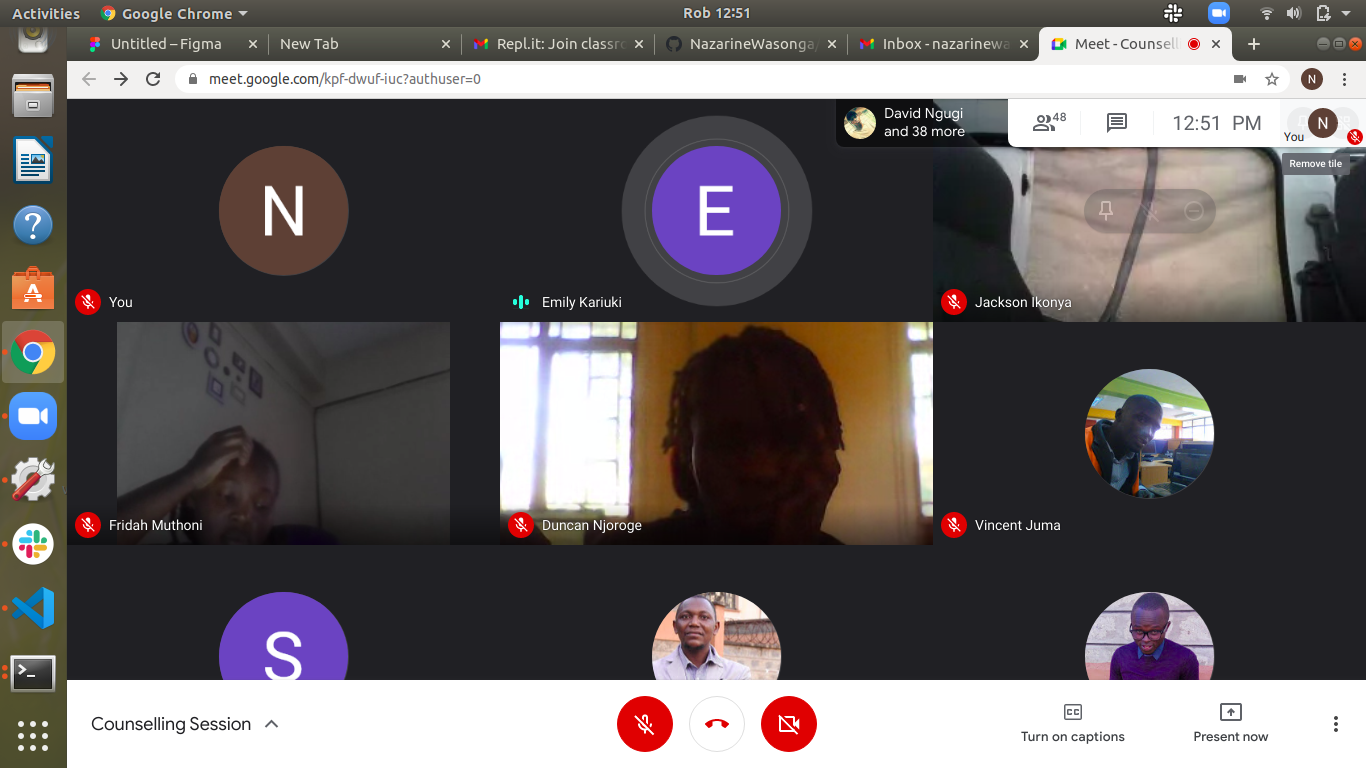 Activities
Google Chrome
Rob 12:51
Untitled – Figma
New Tab
Repl.it: Join classro
NazarineWasonga/
Inbox - nazarinewa
Meet - Counsell
meet.google.com/kpf-dwuf-iuc?authuser=0
N
David Ngugi
and 38 more
48
12:51 PM
N
You
Remove tile
N
E
You
Emily Kariuki
Jackson Ikonya
Fridah Muthoni
Duncan Njoroge
Vincent Juma
S
Counselling Session
CC
Turn on captions
Present now